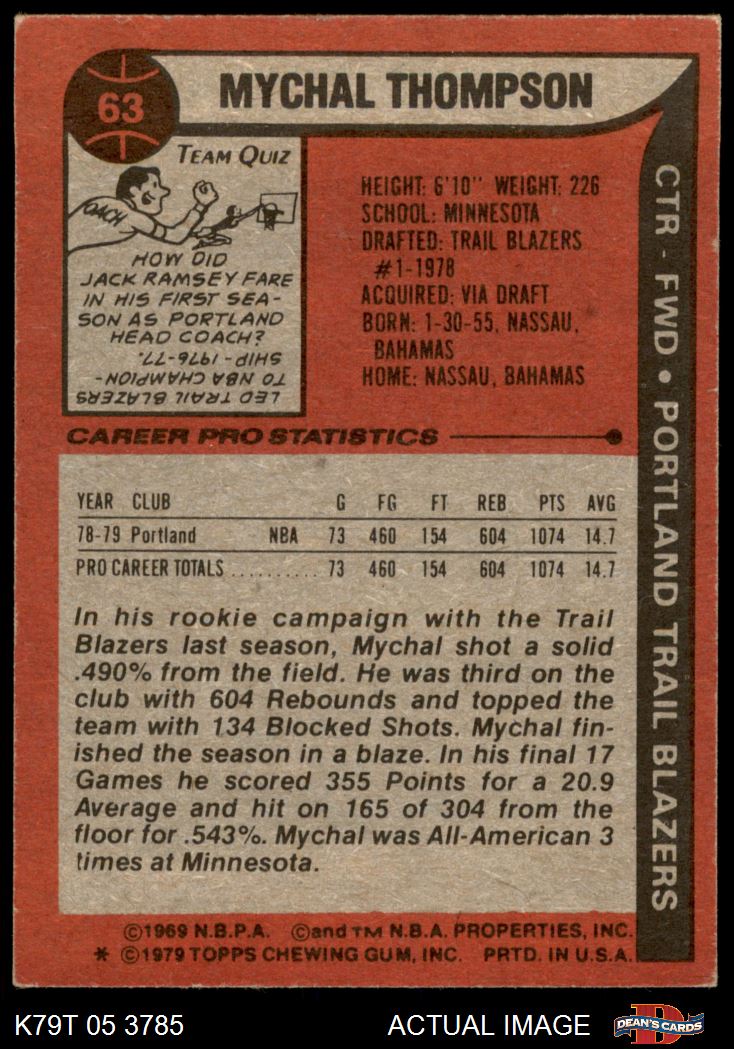 63
MYCHAL THOMPSON
TEAM QUIZ
COACH
HOW DID
JACK RAMSEY FARE
IN HIS FIRST SEA-
SON AS PORTLAND
HEAD COACH?
LED TRAIL BLAZERS
TO NBA CHAMPION-
SHIP - 1976-77.
HEIGHT: 6'10" WEIGHT: 226
SCHOOL: MINNESOTA
DRAFTED: TRAIL BLAZERS
#1-1978
ACQUIRED: VIA DRAFT
BORN: 1-30-55, NASSAU,
BAHAMAS
HOME: NASSAU, BAHAMAS
CTR - FWD • PORTLAND TRAIL BLAZERS
CAREER PRO STATISTICS
YEAR CLUB G FG FT REB PTS AVG
78-79 Portland NBA 73 460 154 604 1074 14.7
PRO CAREER TOTALS .......... 73 460 154 604 1074 14.7
In his rookie campaign with the Trail
Blazers last season, Mychal shot a solid
.490% from the field. He was third on the
club with 604 Rebounds and topped the
team with 134 Blocked Shots. Mychal fin-
ished the season in a blaze. In his final 17
Games he scored 355 Points for a 20.9
Average and hit on 165 of 304 from the
floor for .543%. Mychal was All-American 3
times at Minnesota.
©1969 N.B.P.A. ©and TM N.B.A. PROPERTIES, INC.
* ©1979 TOPPS CHEWING GUM, INC. PRTD. IN U.S.A.
K79T 05 3785 ACTUAL IMAGE
D
DEAN'S CARDS